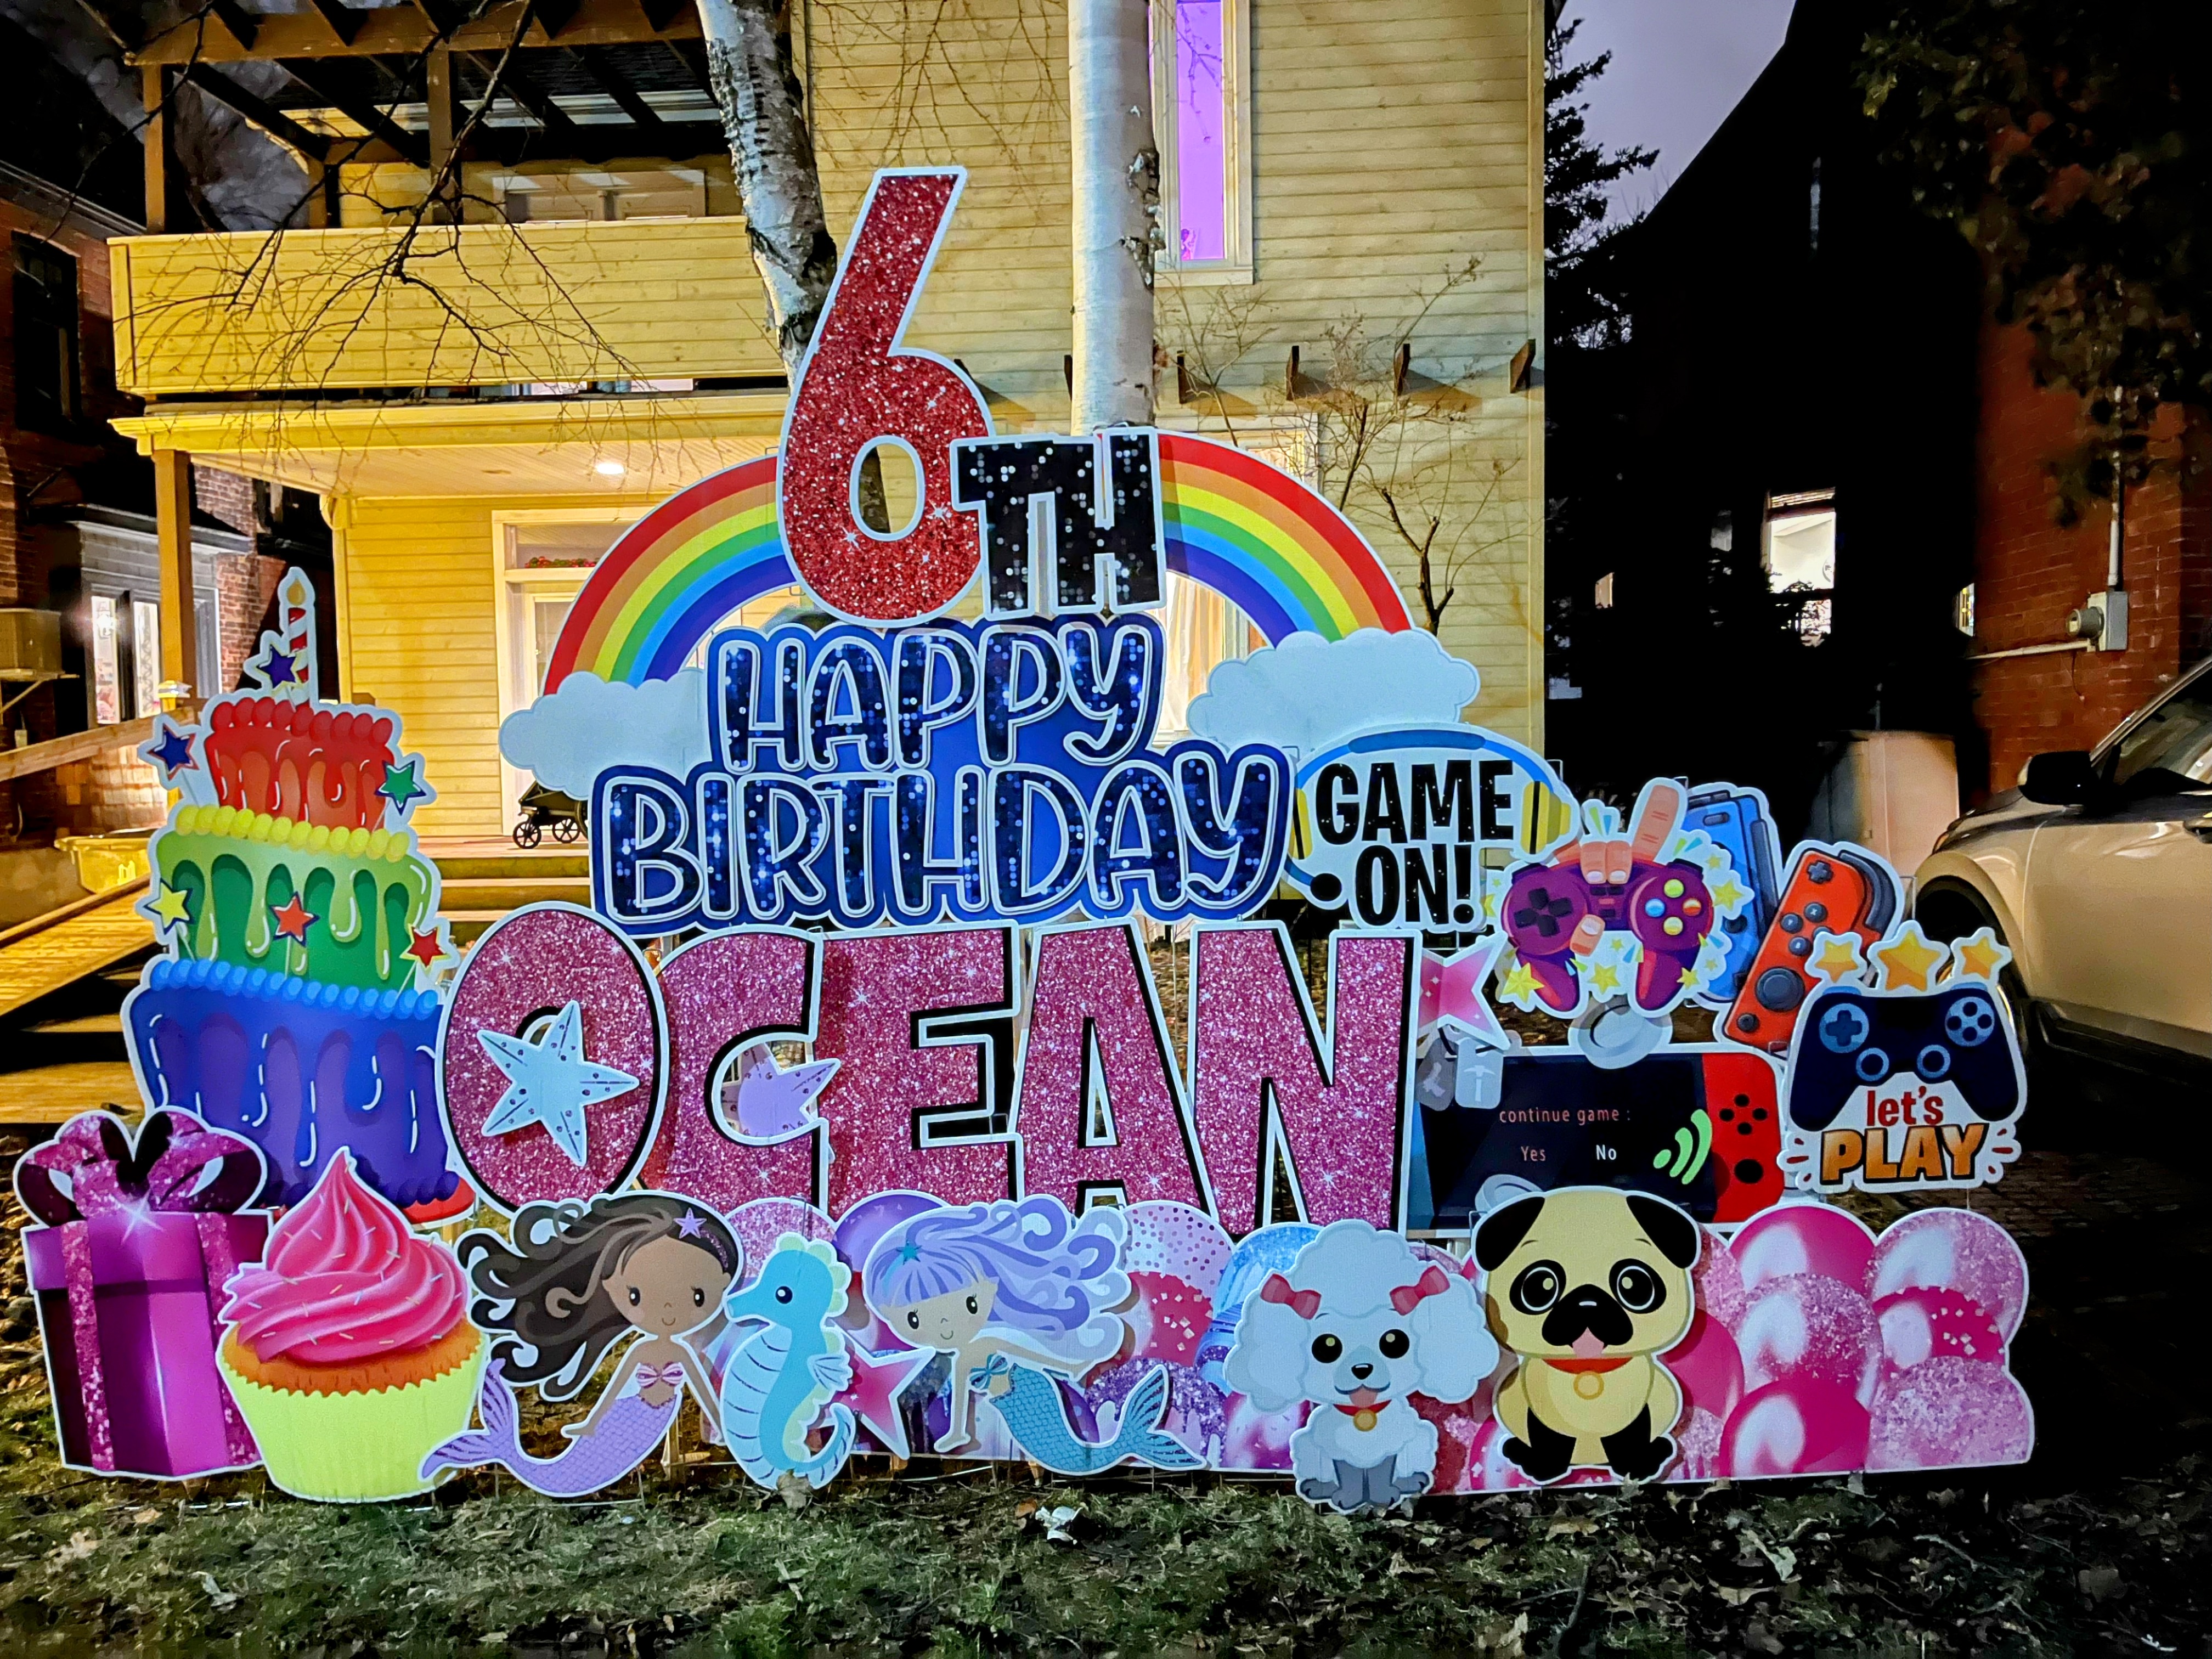 6TH
HAPPY
BIRTHDAY
OCEAN
GAME
ON!
continue game :
Yes No
let's
PLAY